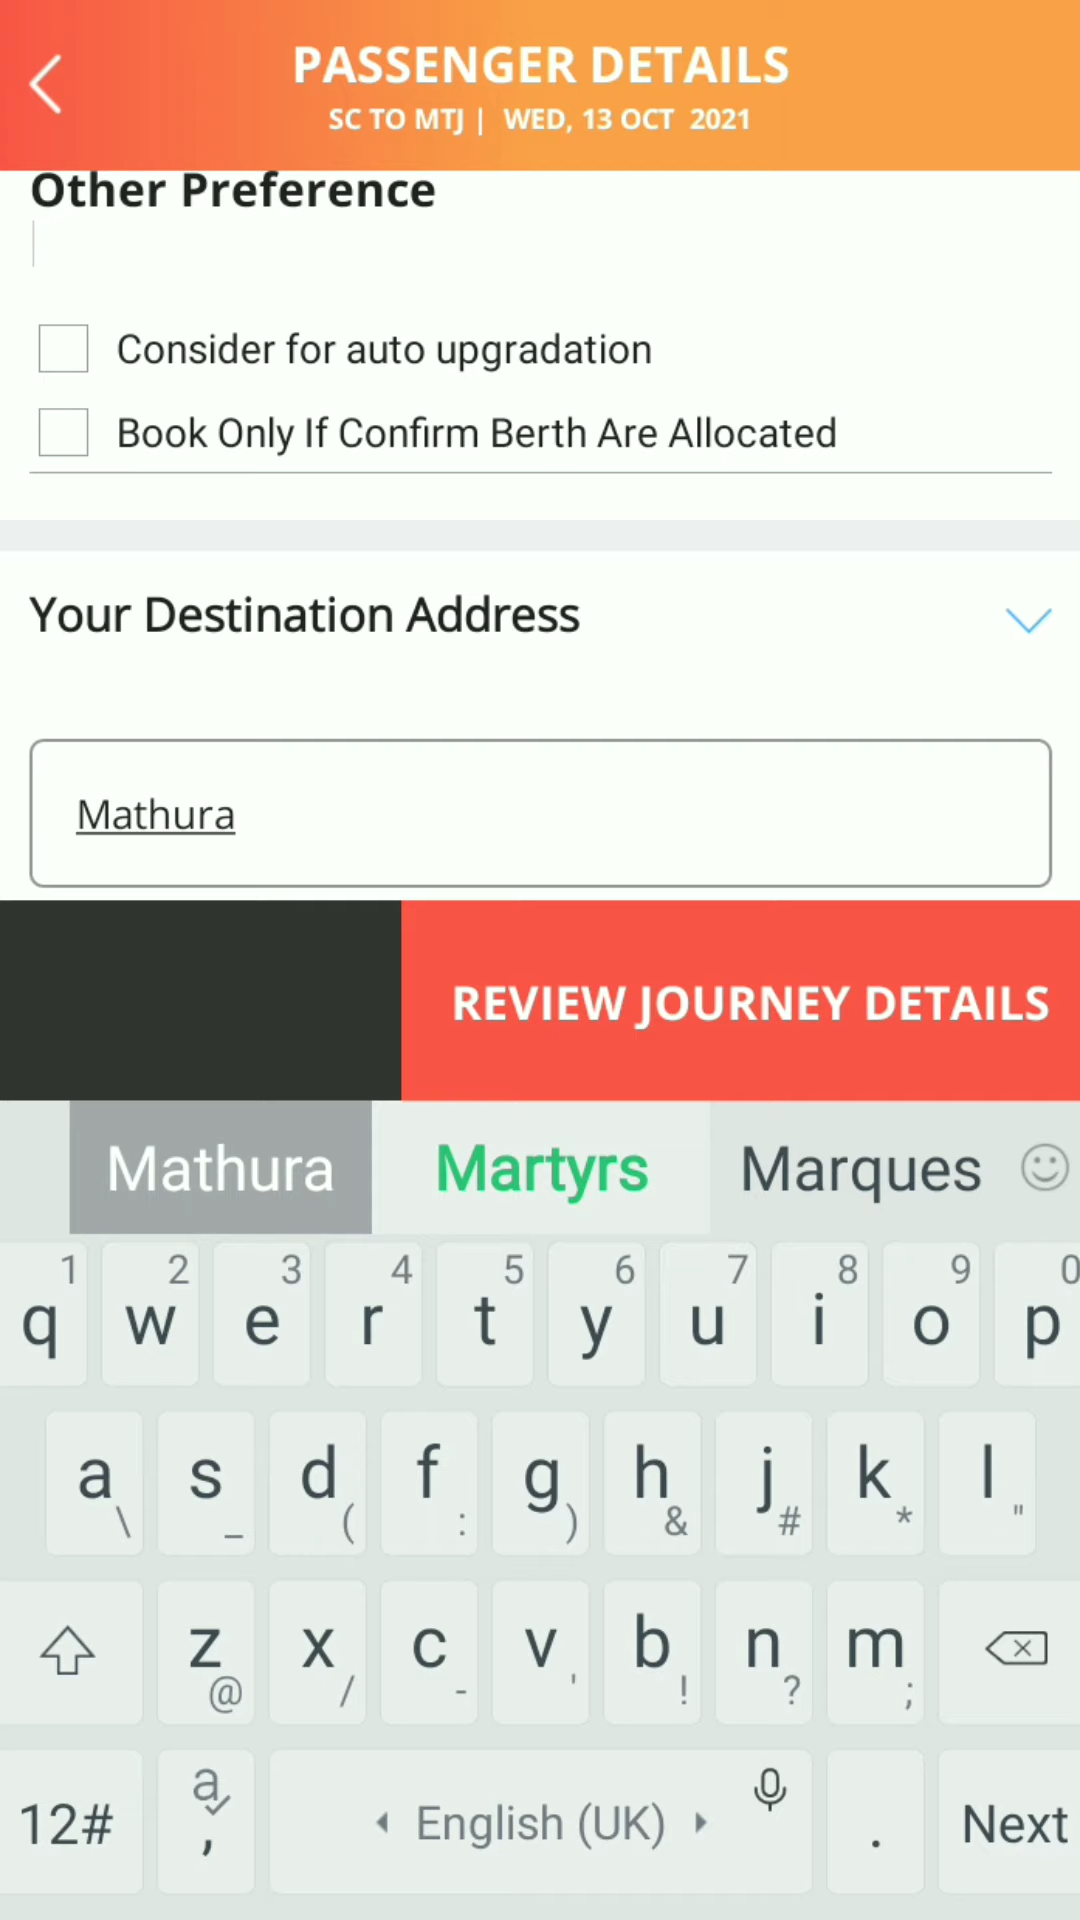 PASSENGER DETAILS
SC TO MTJ | WED, 13 OCT 2021
Other Preference
Consider for auto upgradation
Book Only If Confirm Berth Are Allocated
Your Destination Address
Mathura
REVIEW JOURNEY DETAILS
Mathura Martyrs Marques
1 2 3 4 5 6 7 8 9 0
q w e r t y u i o p
a s d f g h j k l
\ _ ( : ) & # * "
z x c v b n m
@ / - ' ! ? ;
12# a , English (UK) . Next